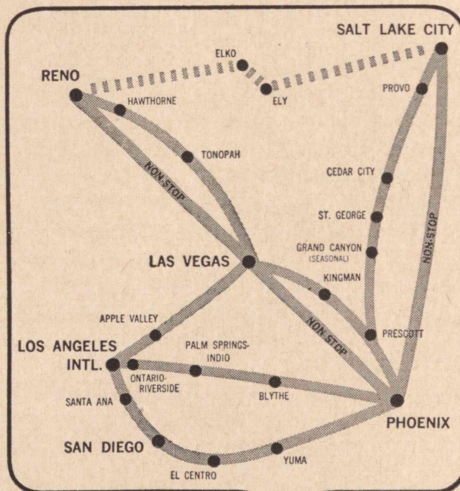 SALT LAKE CITY
ELKO
RENO
ELY
PROVO
HAWTHORNE
TONOPAH
NON-STOP
CEDAR CITY
ST. GEORGE
NON-STOP
GRAND CANYON
(SEASONAL)
LAS VEGAS
KINGMAN
APPLE VALLEY
NON-STOP
PRESCOTT
LOS ANGELES
INTL.
PALM SPRINGS-
INDIO
ONTARIO-
RIVERSIDE
BLYTHE
SANTA ANA
PHOENIX
SAN DIEGO
YUMA
EL CENTRO